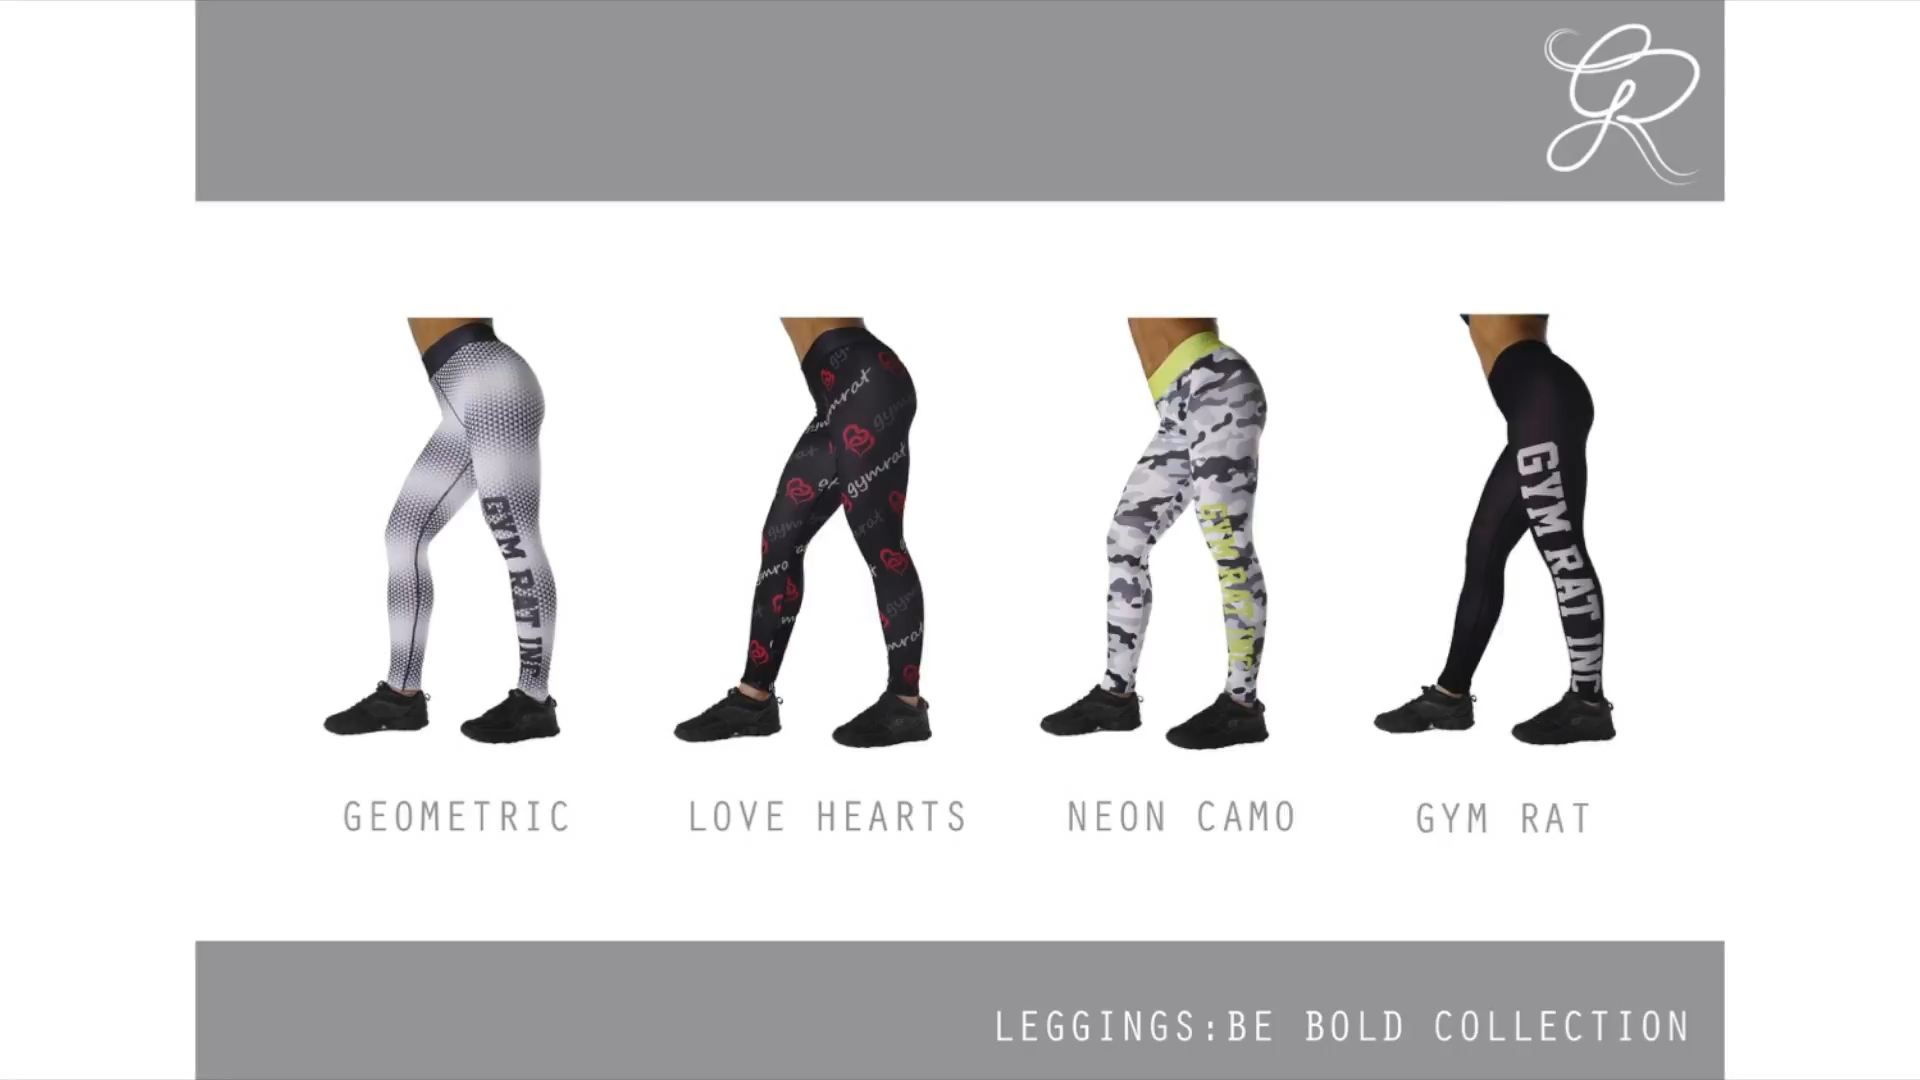 GR
GYM RAT INC
gymrat
gymrat
GYM RAT INC
GYM RAT INC
GEOMETRIC
LOVE HEARTS
NEON CAMO
GYM RAT
LEGGINGS:BE BOLD COLLECTION